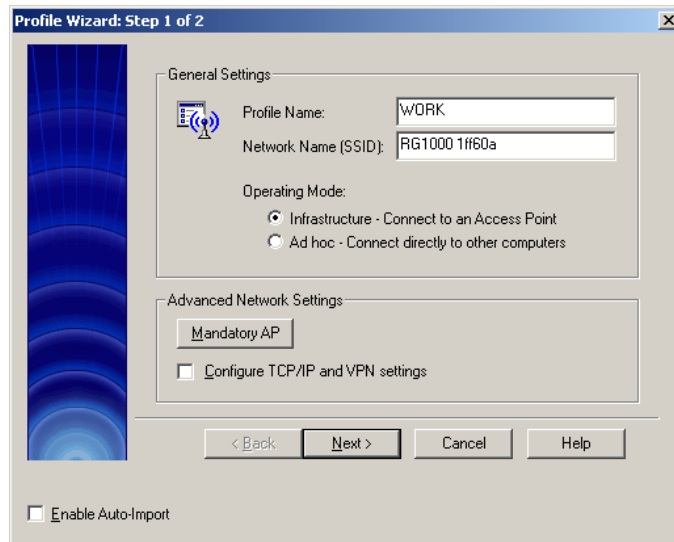 Profile Wizard: Step 1 of 2
General Settings
Profile Name: WORK
Network Name (SSID): RG1000 1ff60a
Operating Mode:
Infrastructure - Connect to an Access Point
Ad hoc - Connect directly to other computers
Advanced Network Settings
Mandatory AP
Configure TCP/IP and VPN settings
< Back Next > Cancel Help
Enable Auto-Import